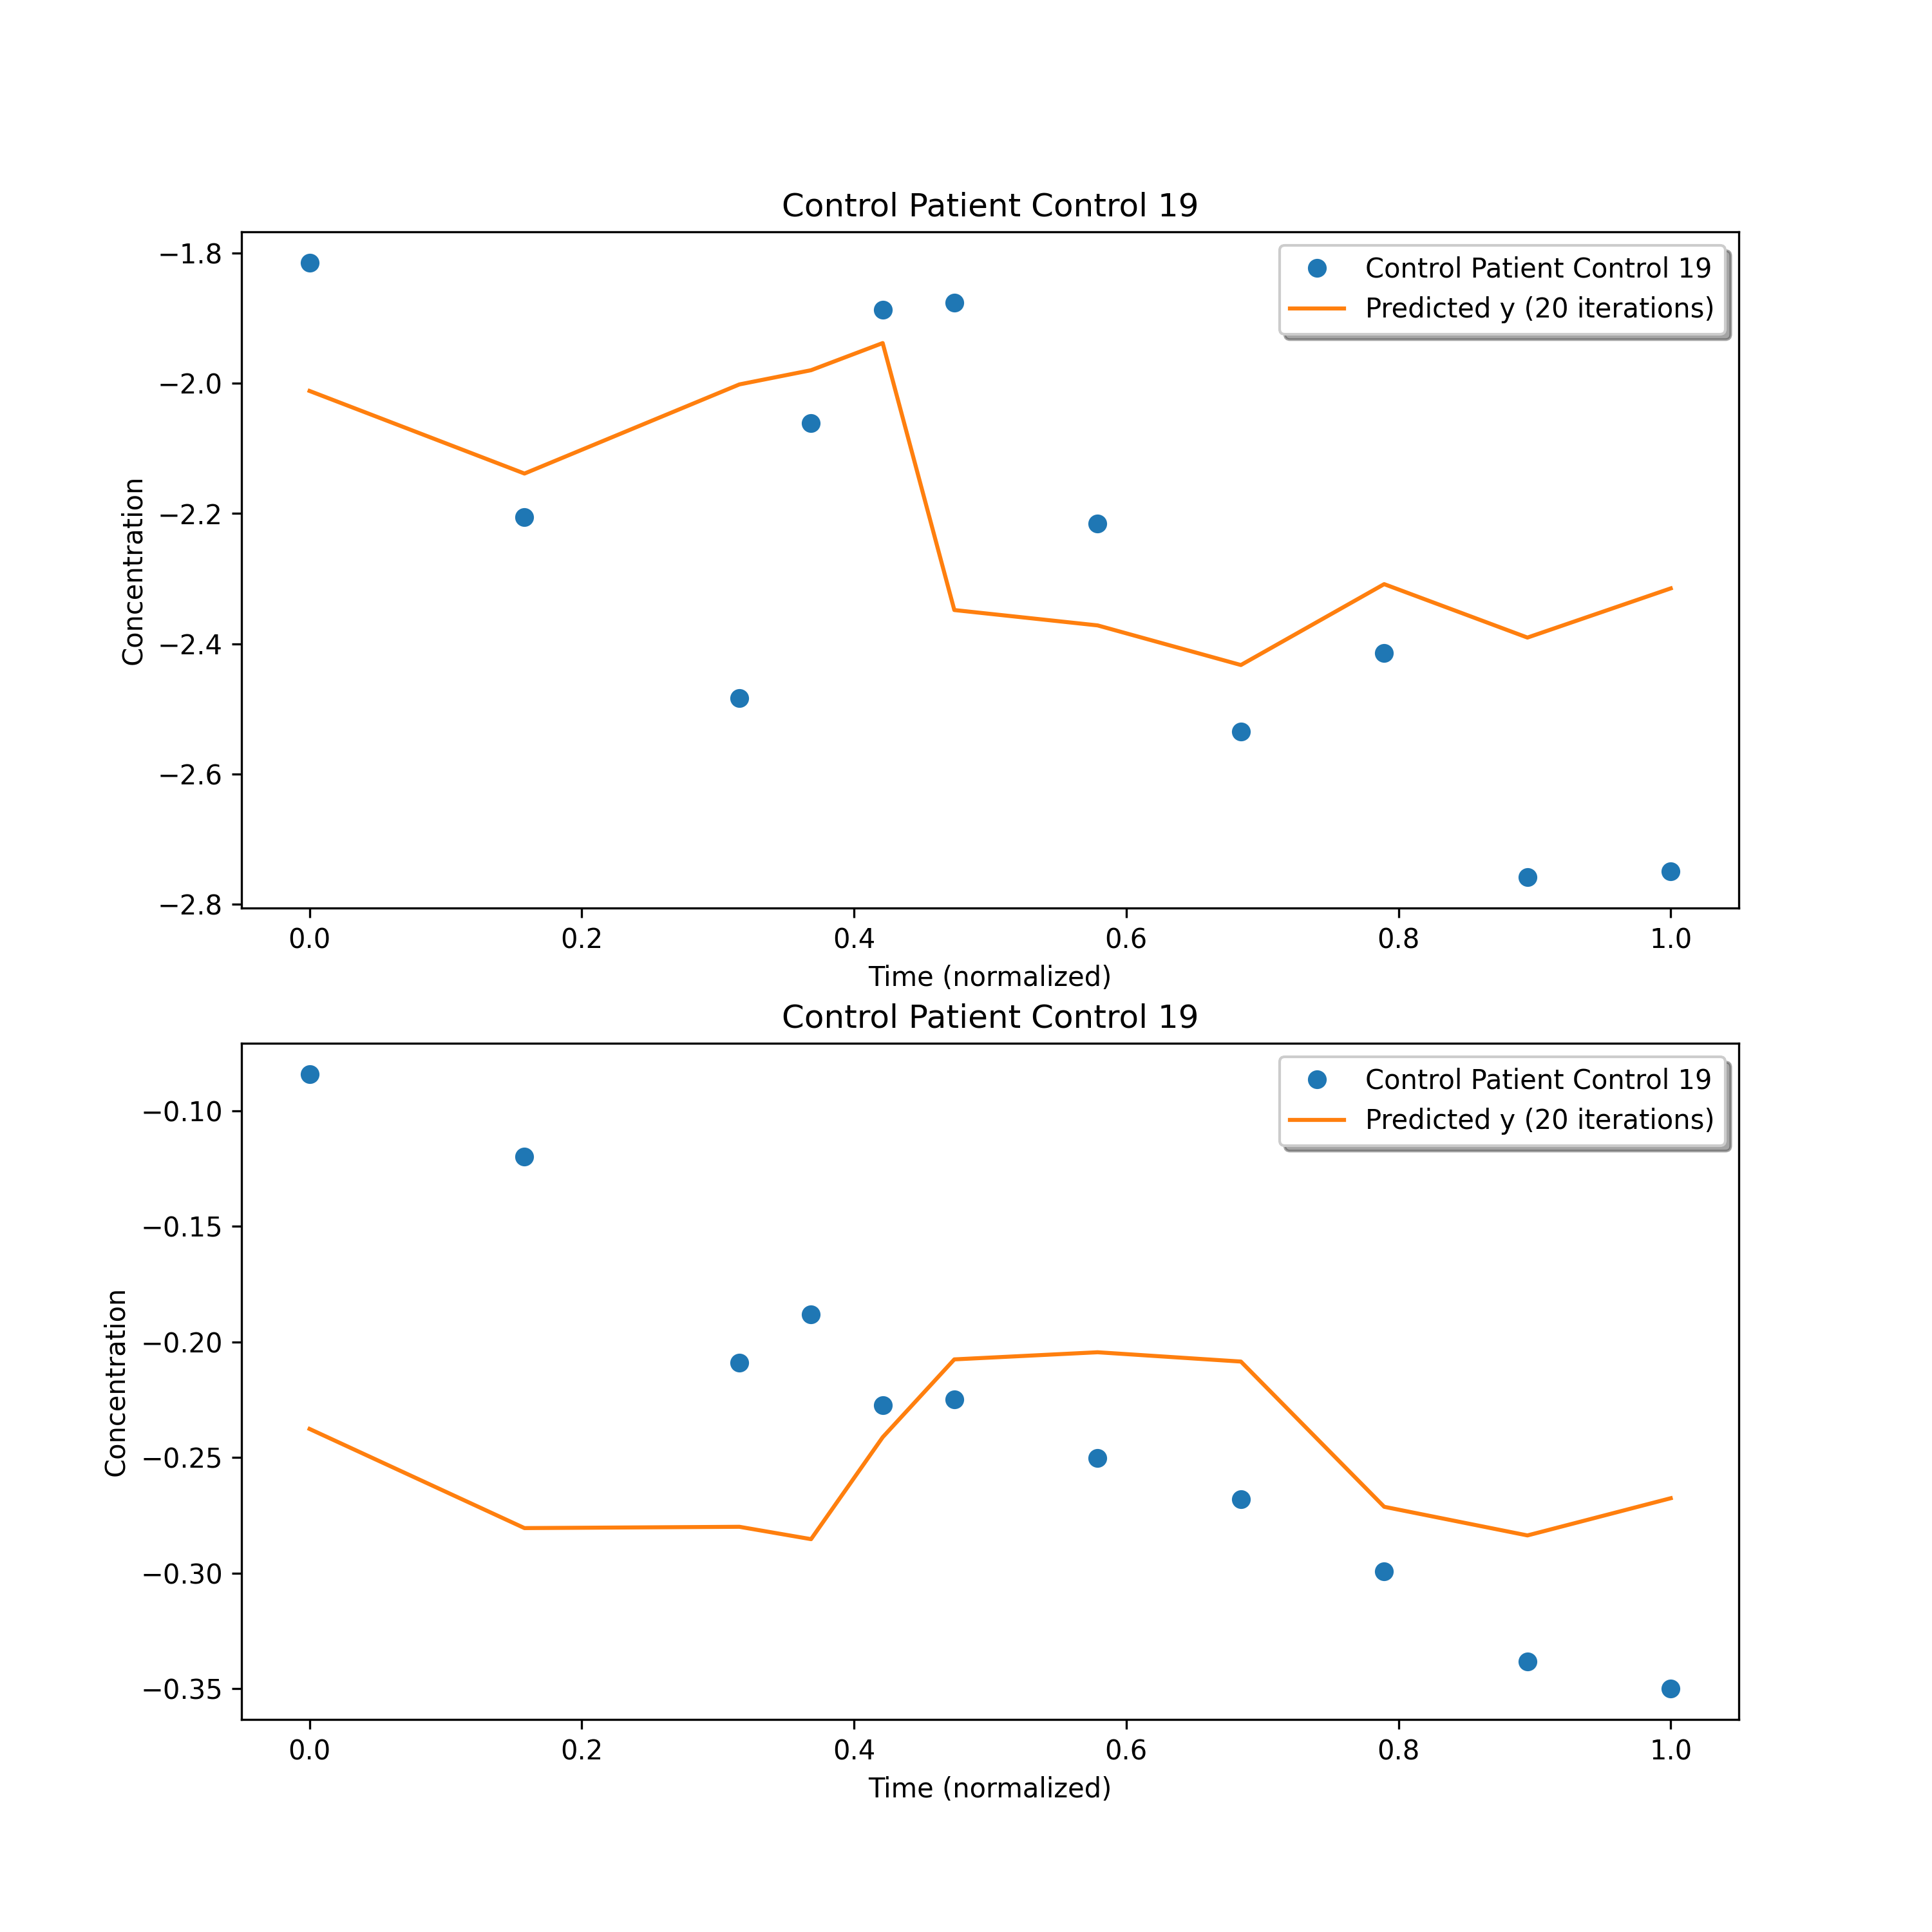 Control Patient Control 19
−1.8
−2.0
−2.2
−2.4
−2.6
−2.8
Concentration
Control Patient Control 19
Predicted y (20 iterations)
0.0 0.2 0.4 0.6 0.8 1.0
Time (normalized)
Control Patient Control 19
−0.10
−0.15
−0.20
−0.25
−0.30
−0.35
Concentration
Control Patient Control 19
Predicted y (20 iterations)
0.0 0.2 0.4 0.6 0.8 1.0
Time (normalized)